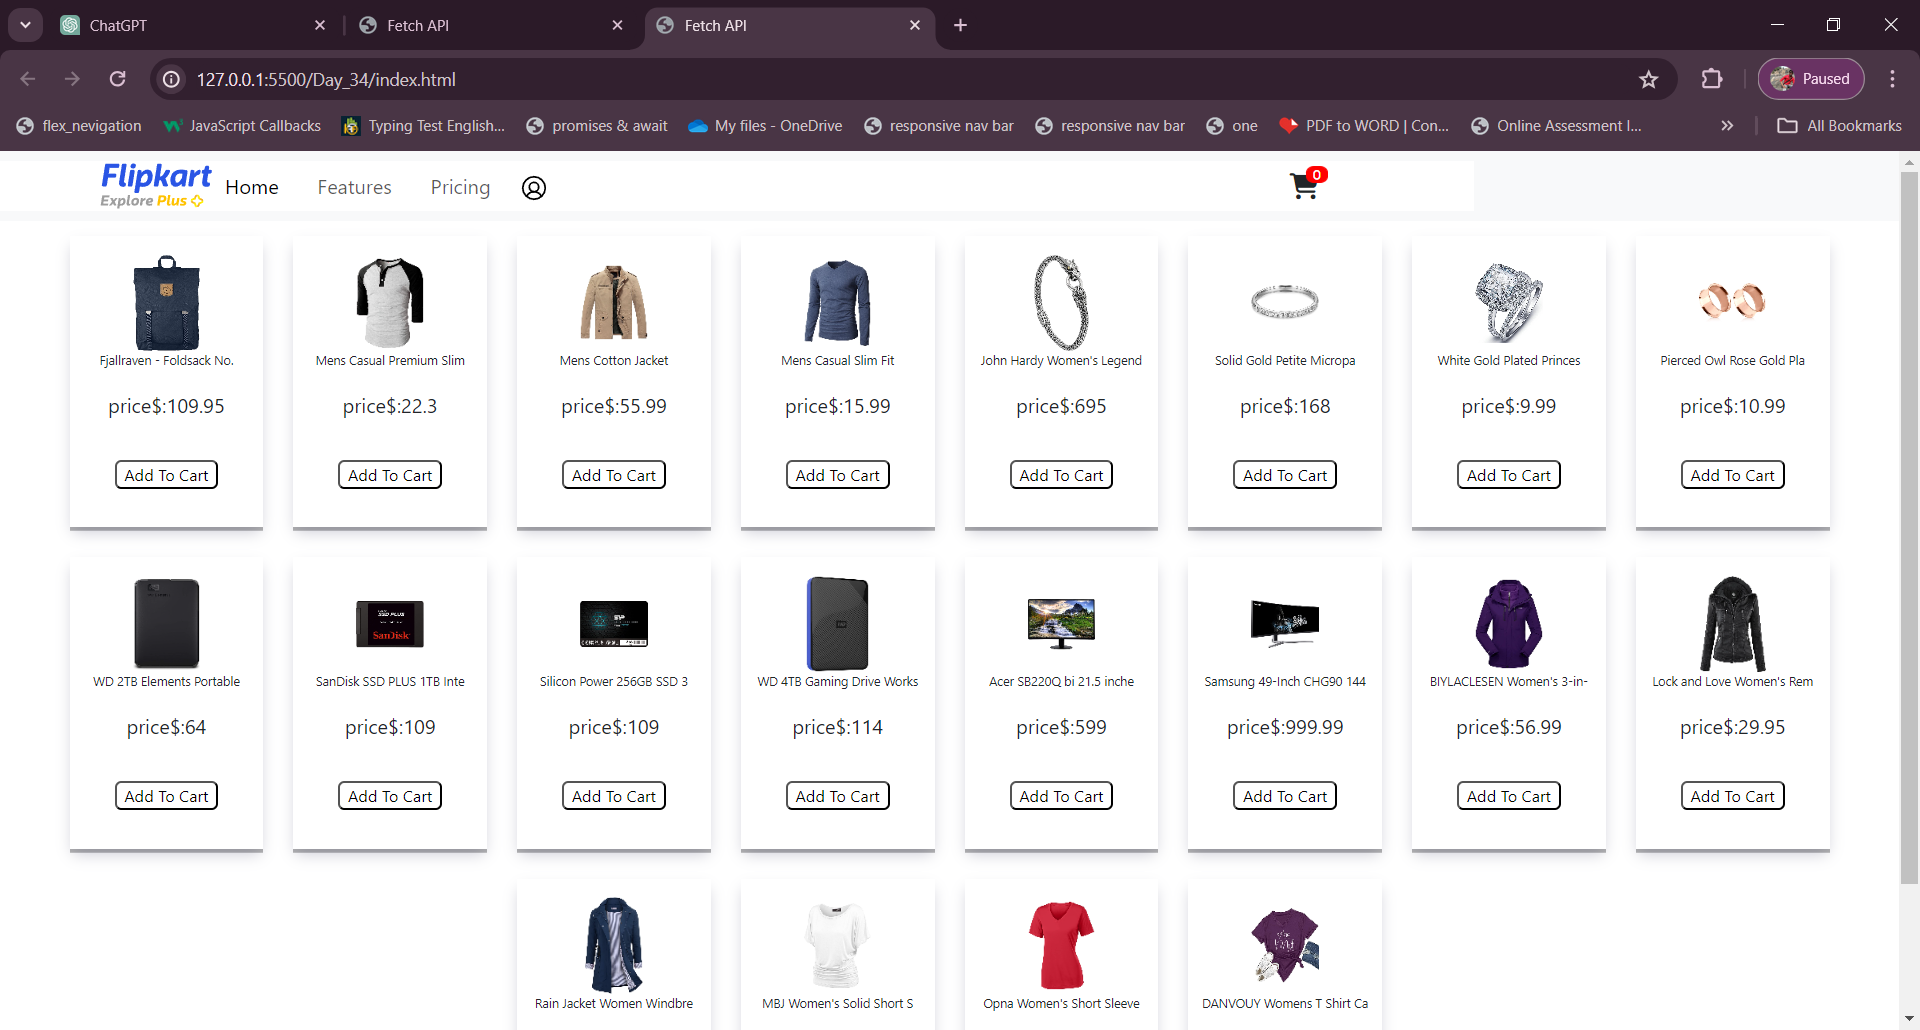 ChatGPT
Fetch API
Fetch API
127.0.0.1:5500/Day_34/index.html
Paused
flex_nevigation
JavaScript Callbacks
Typing Test English...
promises & await
My files - OneDrive
responsive nav bar
responsive nav bar
one
PDF to WORD | Con...
Online Assessment I...
All Bookmarks
Flipkart
Explore Plus
Home
Features
Pricing
0
Fjallraven - Foldsack No.
Mens Casual Premium Slim
Mens Cotton Jacket
Mens Casual Slim Fit
John Hardy Women's Legend
Solid Gold Petite Micropa
White Gold Plated Princes
Pierced Owl Rose Gold Pla
price$:109.95
price$:22.3
price$:55.99
price$:15.99
price$:695
price$:168
price$:9.99
price$:10.99
Add To Cart
Add To Cart
Add To Cart
Add To Cart
Add To Cart
Add To Cart
Add To Cart
Add To Cart
SSD PLUS
SanDisk
WD
WD 2TB Elements Portable
SanDisk SSD PLUS 1TB Inte
Silicon Power 256GB SSD 3
WD 4TB Gaming Drive Works
Acer SB220Q bi 21.5 inche
Samsung 49-Inch CHG90 144
BIYLACLESEN Women's 3-in-
Lock and Love Women's Rem
price$:64
price$:109
price$:109
price$:114
price$:599
price$:999.99
price$:56.99
price$:29.95
Add To Cart
Add To Cart
Add To Cart
Add To Cart
Add To Cart
Add To Cart
Add To Cart
Add To Cart
Rain Jacket Women Windbre
MBJ Women's Solid Short S
Opna Women's Short Sleeve
DANVOUY Womens T Shirt Ca